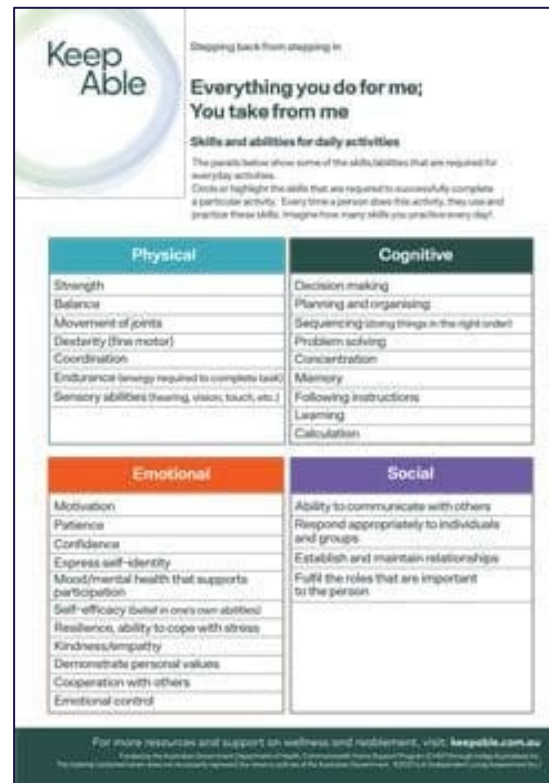 Keep
Able
Stepping back from stepping in
Everything you do for me;
You take from me
Skills and abilities for daily activities
The panels below show some of the skills/abilities that are required for
everyday activities.
Circle or highlight the skills that are required to successfully complete
a particular activity. Every time a person does this activity, they use and
practice these skills. Imagine how many skills you practice every day!
Physical
Strength
Balance
Movement of joints
Dexterity (fine motor)
Coordination
Endurance (energy required to complete task)
Sensory abilities (hearing, vision, touch, etc.)
Cognitive
Decision making
Planning and organising
Sequencing (doing things in the right order)
Problem solving
Concentration
Memory
Following instructions
Learning
Calculation
Emotional
Motivation
Patience
Confidence
Express self-identity
Mood/mental health that supports
participation
Self-efficacy (belief in one's own abilities)
Resilience, ability to cope with stress
Kindness/empathy
Demonstrate personal values
Cooperation with others
Emotional control
Social
Ability to communicate with others
Respond appropriately to individuals
and groups
Establish and maintain relationships
Fulfil the roles that are important
to the person
For more resources and support on wellness and reablement, visit: keepable.com.au